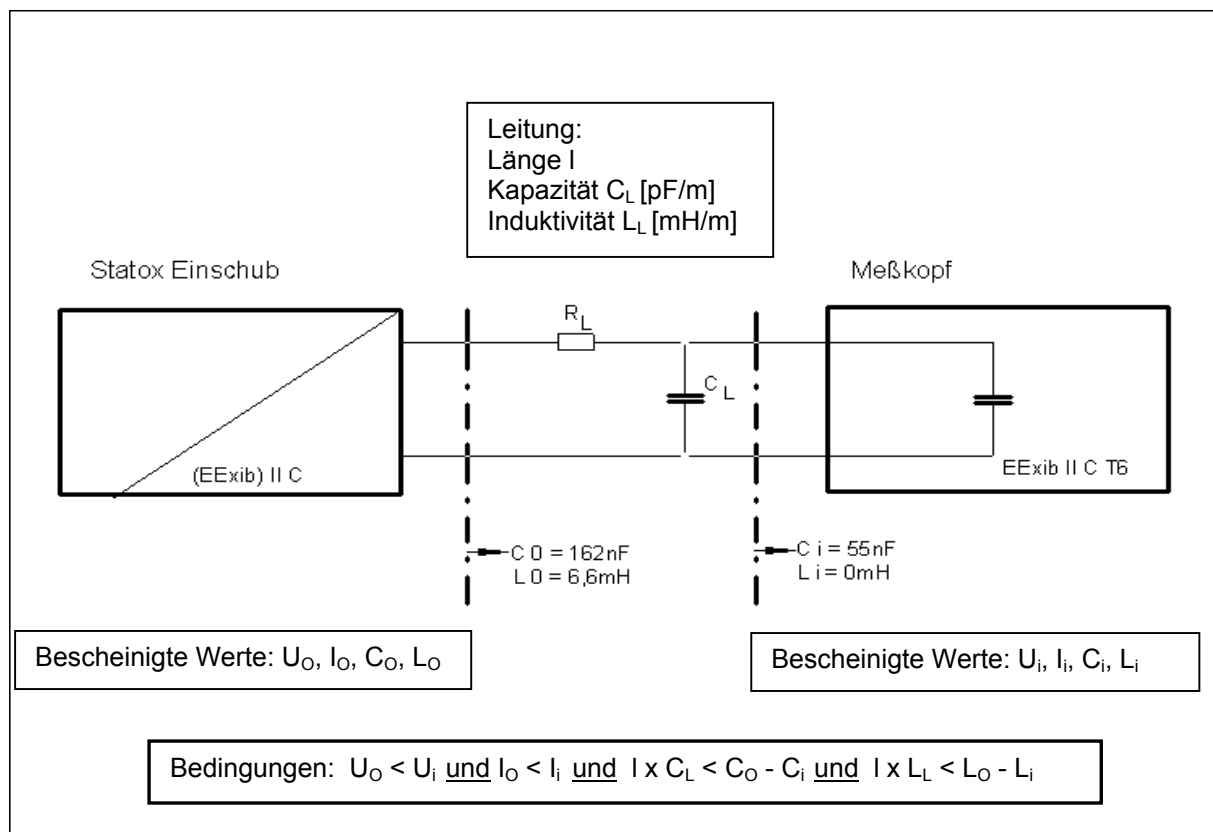 Leitung:
Länge l
Kapazität C_L [pF/m]
Induktivität L_L [mH/m]
Statox Einschub
Meßkopf
R_L
C_L
(EExib) II C
EExib II C T6
C 0 = 162nF
L 0 = 6,6mH
C i = 55nF
L i = 0mH
Bescheinigte Werte: U_O, I_O, C_O, L_O
Bescheinigte Werte: U_i, I_i, C_i, L_i
Bedingungen: U_O < U_i und I_O < I_i und l x C_L < C_O - C_i und l x L_L < L_O - L_i